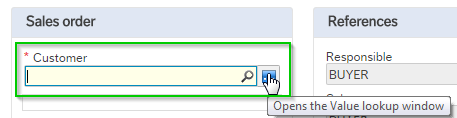 Sales order
* Customer
References
Responsible
BUYER
Opens the Value lookup window